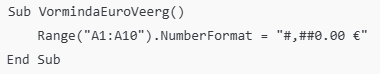 Sub VormindaEuroVeerg()
    Range("A1:A10").NumberFormat = "#,##0.00 €"
End Sub